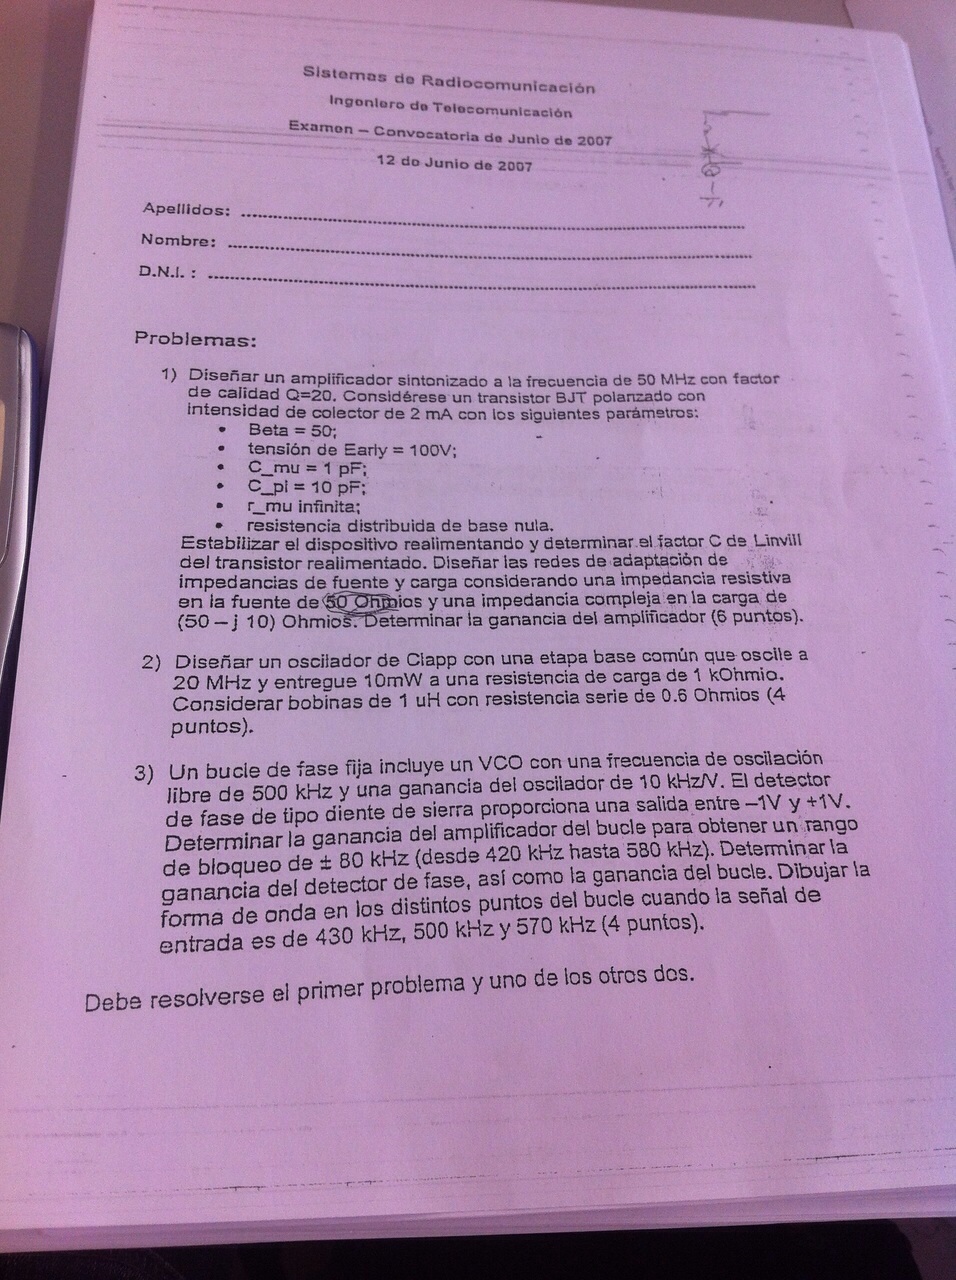 Sistemas de Radiocomunicación
Ingeniero de Telecomunicación
Examen – Convocatoria de Junio de 2007
12 de Junio de 2007
Apellidos: ................................................
Nombre: ................................................
D.N.I. : ................................................
Problemas:
1) Diseñar un amplificador sintonizado a la frecuencia de 50 MHz con factor
de calidad Q=20. Considérese un transistor BJT polarizado con
intensidad de colector de 2 mA con los siguientes parámetros:
• Beta = 50;
• tensión de Early = 100V;
• C_mu = 1 pF;
• C_pi = 10 pF;
• r_mu infinita;
• resistencia distribuida de base nula.
Estabilizar el dispositivo realimentando y determinar el factor C de Linvill
del transistor realimentado. Diseñar las redes de adaptación de
impedancias de fuente y carga considerando una impedancia resistiva
en la fuente de 50 Ohmios y una impedancia compleja en la carga de
(50 – j 10) Ohmios. Determinar la ganancia del amplificador (6 puntos).
2) Diseñar un oscilador de Clapp con una etapa base común que oscile a
20 MHz y entregue 10mW a una resistencia de carga de 1 kOhmio.
Considerar bobinas de 1 uH con resistencia serie de 0.6 Ohmios (4
puntos).
3) Un bucle de fase fija incluye un VCO con una frecuencia de oscilación
libre de 500 kHz y una ganancia del oscilador de 10 kHz/V. El detector
de fase de tipo diente de sierra proporciona una salida entre –1V y +1V.
Determinar la ganancia del amplificador del bucle para obtener un rango
de bloqueo de ± 80 kHz (desde 420 kHz hasta 580 kHz). Determinar la
ganancia del detector de fase, así como la ganancia del bucle. Dibujar la
forma de onda en los distintos puntos del bucle cuando la señal de
entrada es de 430 kHz, 500 kHz y 570 kHz (4 puntos).
Debe resolverse el primer problema y uno de los otros dos.